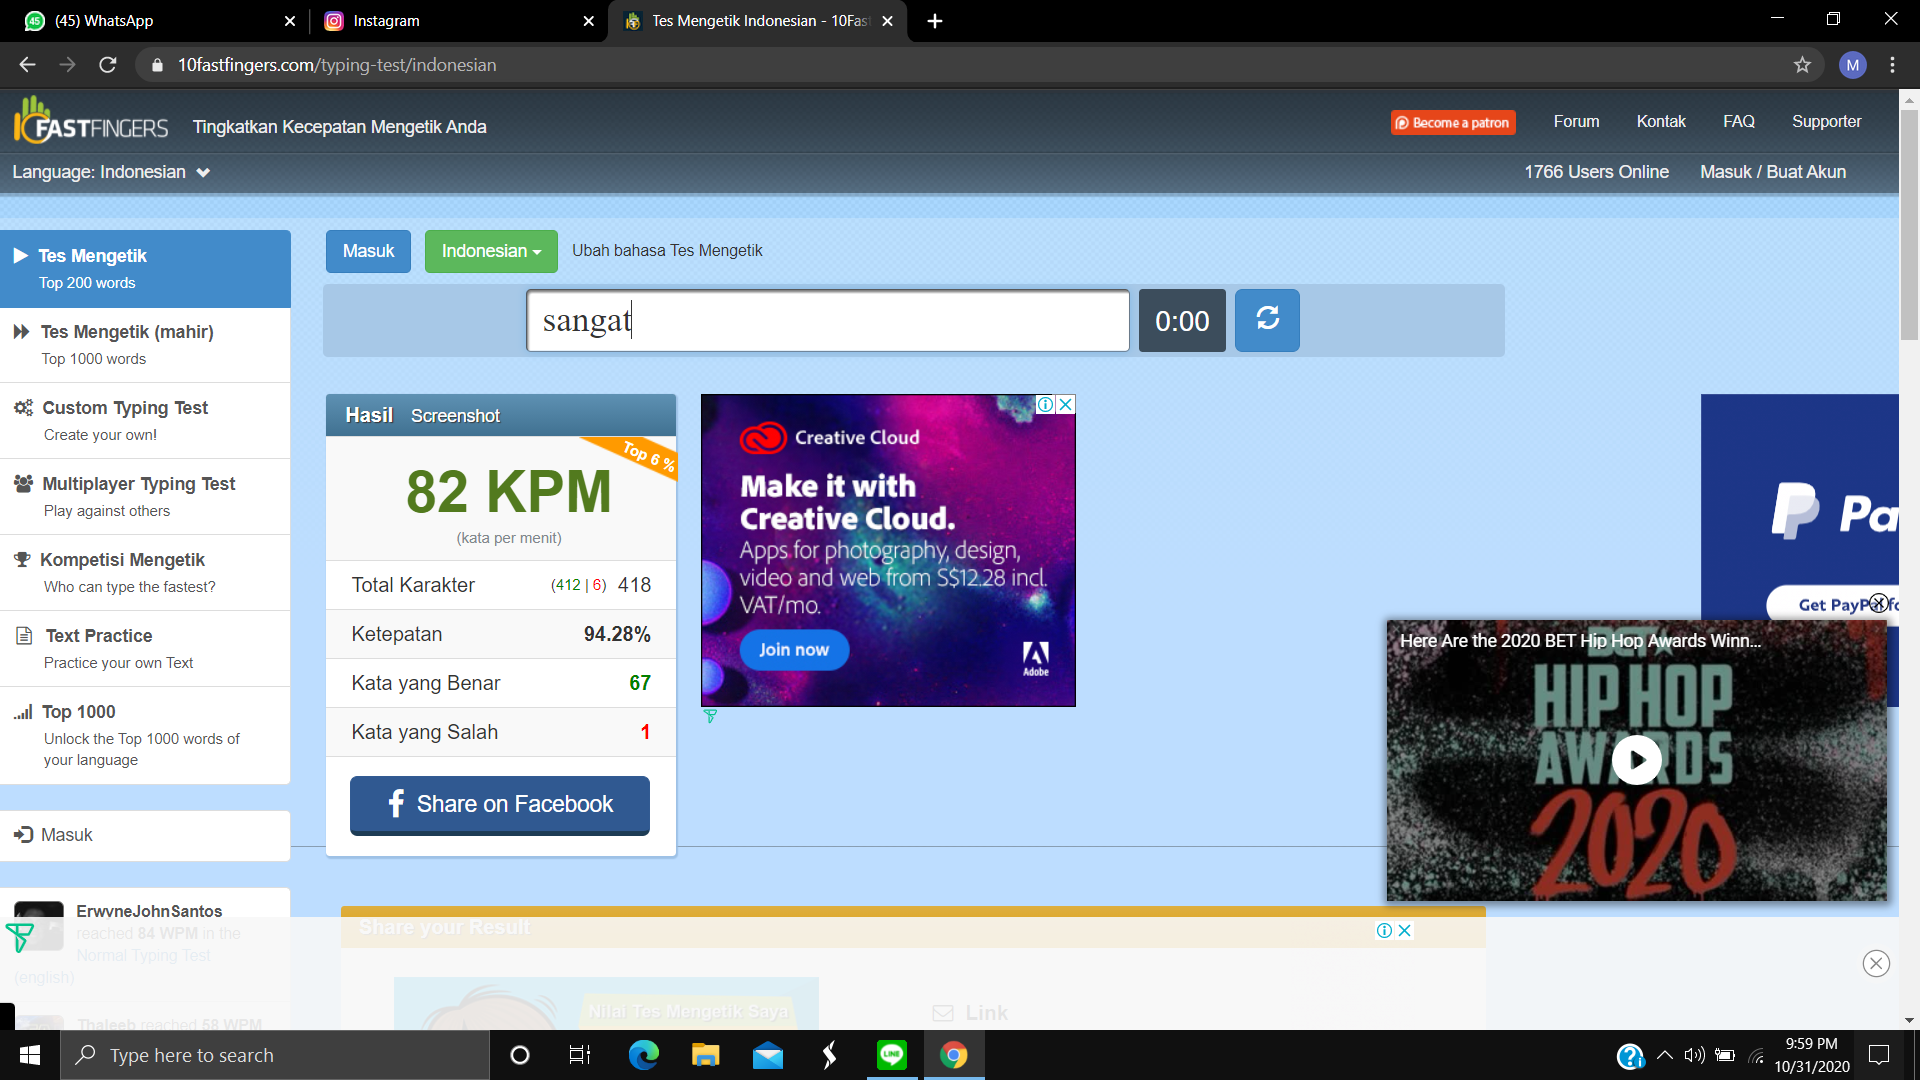 (45) WhatsApp
Instagram
Tes Mengetik Indonesian - 10Fas
10fastfingers.com/typing-test/indonesian
M
FASTFINGERS
Tingkatkan Kecepatan Mengetik Anda
Become a patron
Forum
Kontak
FAQ
Supporter
Language: Indonesian
1766 Users Online
Masuk / Buat Akun
Tes Mengetik
Top 200 words
Tes Mengetik (mahir)
Top 1000 words
Custom Typing Test
Create your own!
Multiplayer Typing Test
Play against others
Kompetisi Mengetik
Who can type the fastest?
Text Practice
Practice your own Text
Top 1000
Unlock the Top 1000 words of
your language
Masuk
ErwyneJohnSantos
reached 84 WPM in the
Normal Typing Test
(english)
Thaleeb reached 58 WPM
Masuk
Indonesian
Ubah bahasa Tes Mengetik
sangat
0:00
Hasil
Screenshot
Top 6 %
82 KPM
(kata per menit)
Total Karakter (412 | 6) 418
Ketepatan 94.28%
Kata yang Benar 67
Kata yang Salah 1
Share on Facebook
Creative Cloud
Make it with
Creative Cloud.
Apps for photography, design,
video and web from S$12.28 incl.
VAT/mo.
Join now
Adobe
Pa
Get PayPal fo
Here Are the 2020 BET Hip Hop Awards Winn...
BET
HIP HOP
AWARDS
2020
Share your Result
Nilai Tes Mengetik Saya
Link
Type here to search
LINE
9:59 PM
10/31/2020